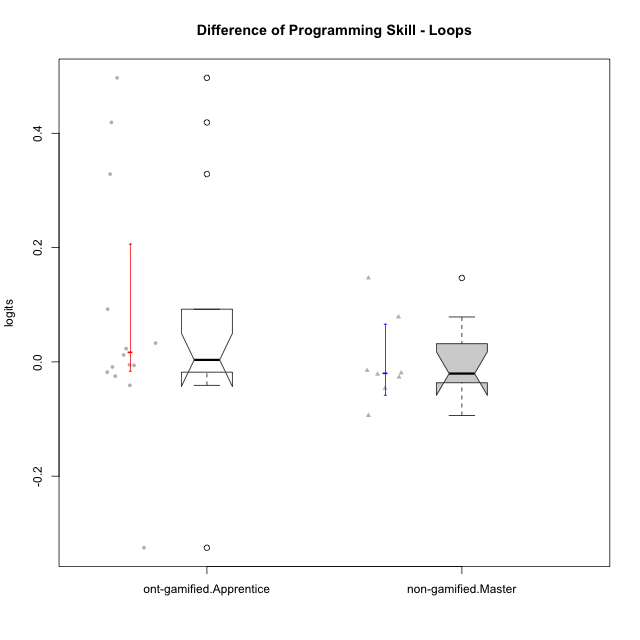 Difference of Programming Skill - Loops
logits
0.4
0.2
0.0
-0.2
ont-gamified.Apprentice
non-gamified.Master